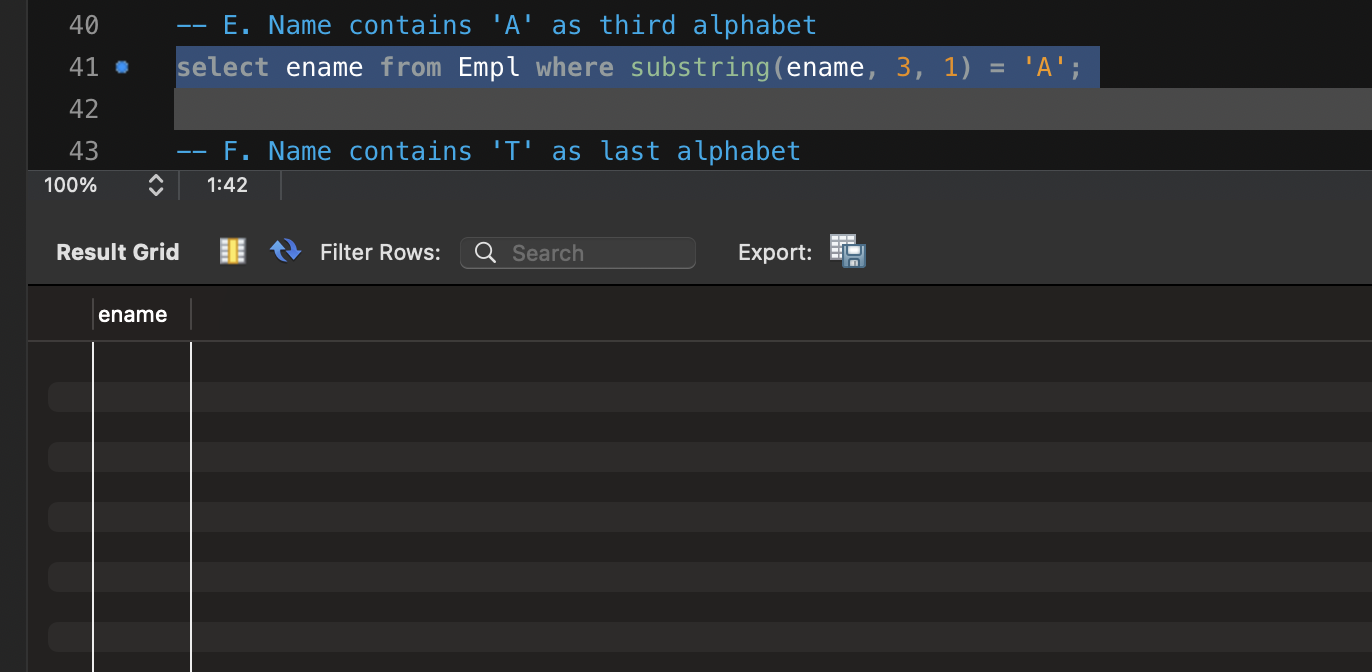 40 -- E. Name contains 'A' as third alphabet
41 select ename from Empl where substring(ename, 3, 1) = 'A';
42
43 -- F. Name contains 'T' as last alphabet
100% 1:42
Result Grid Filter Rows: Search Export:
ename